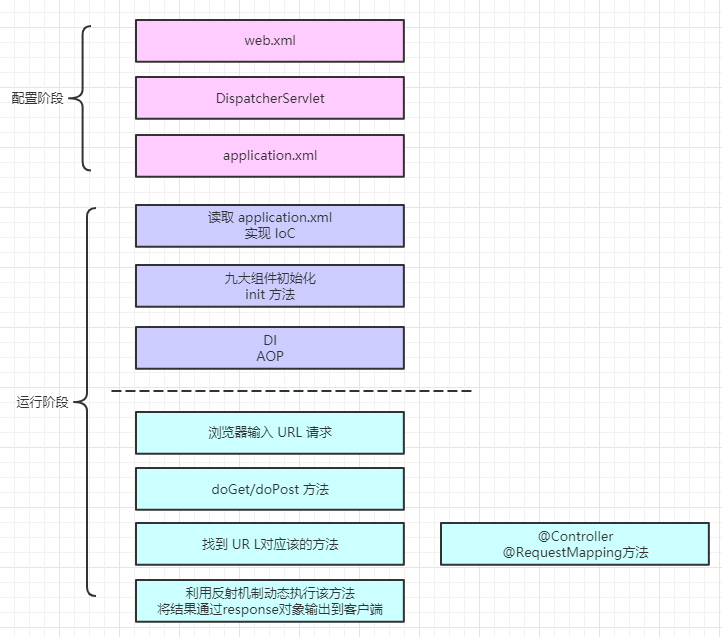 web.xml
配置阶段
DispatcherServlet
application.xml
读取 application.xml
实现 IoC
九大组件初始化
init 方法
DI
AOP
运行阶段
浏览器输入 URL 请求
doGet/doPost 方法
找到 UR L对应该的方法
@Controller
@RequestMapping方法
利用反射机制动态执行该方法
将结果通过response对象输出到客户端